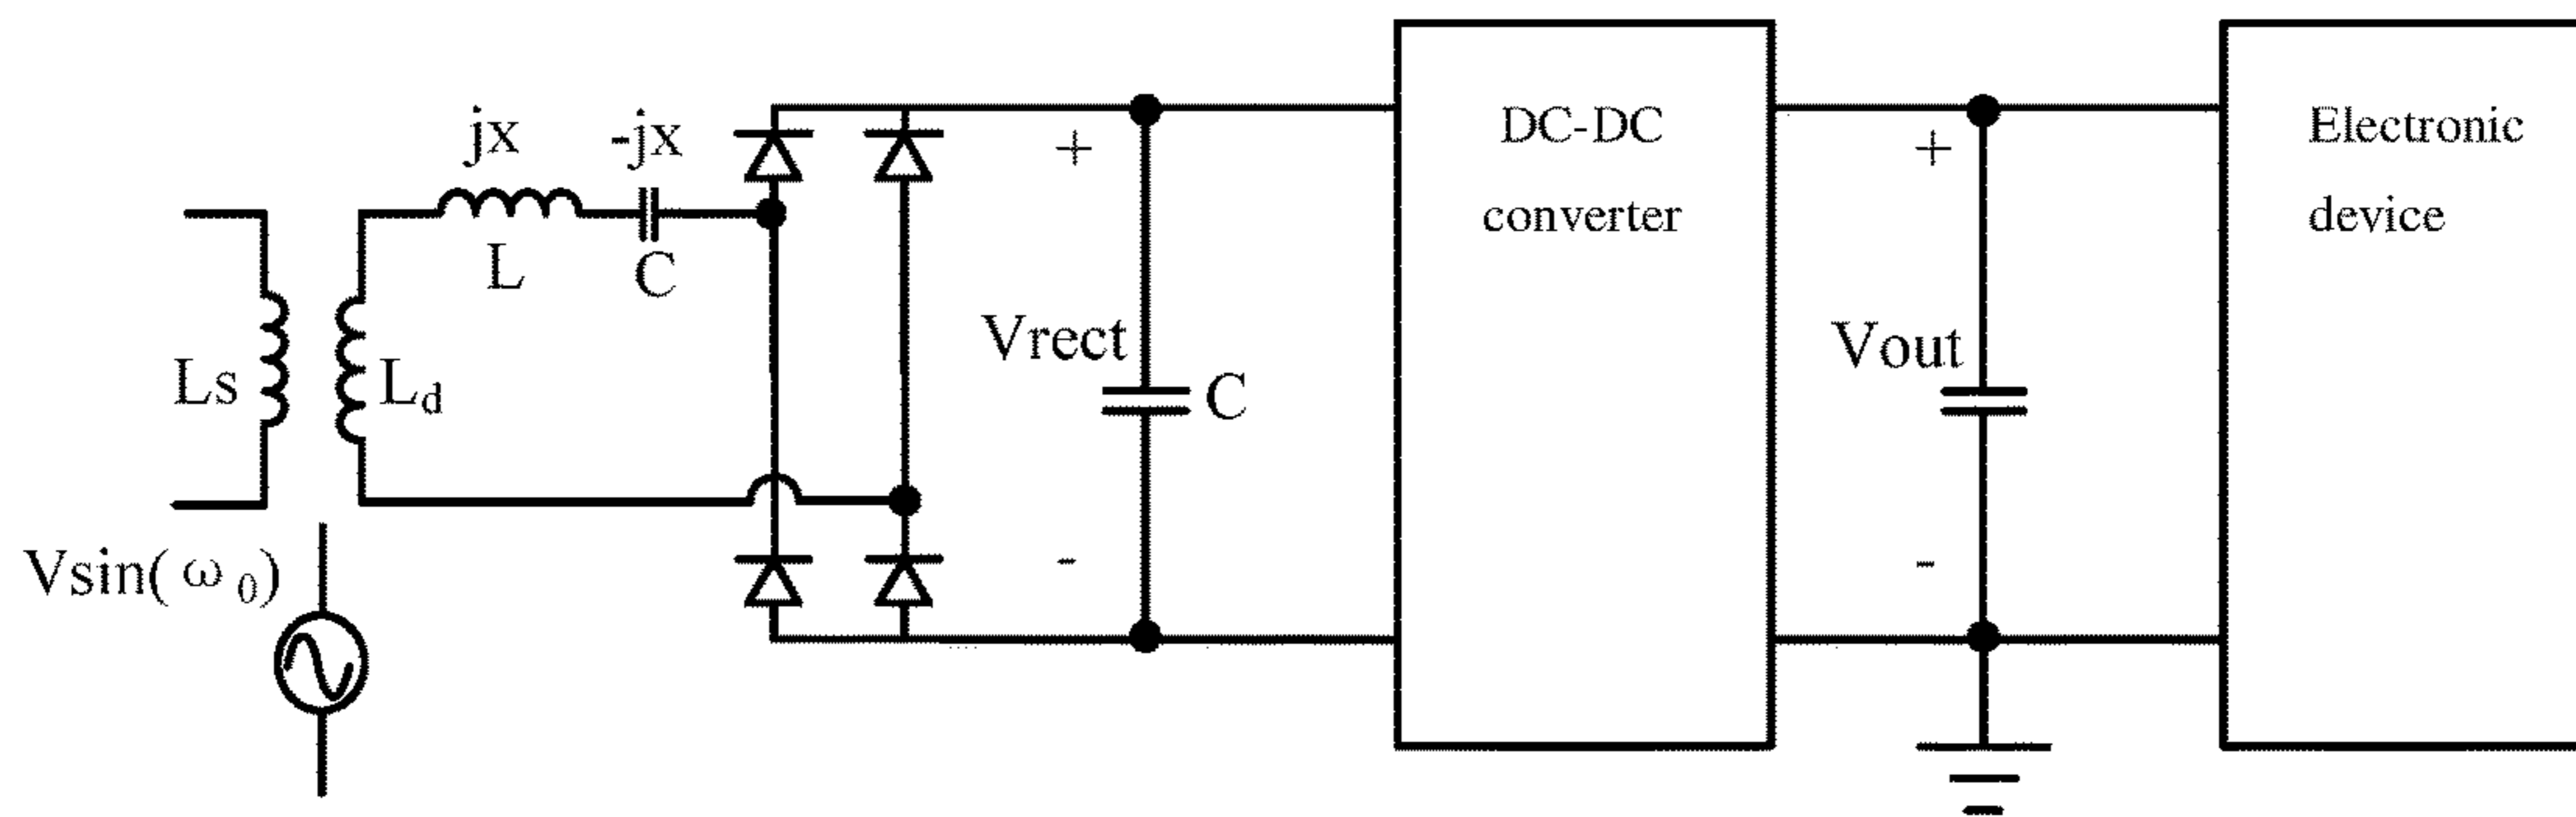 jx
-jx
L
C
Ls
Ld
Vsin(ω0)
+
Vrect
C
-
DC-DC
converter
+
Vout
-
Electronic
device